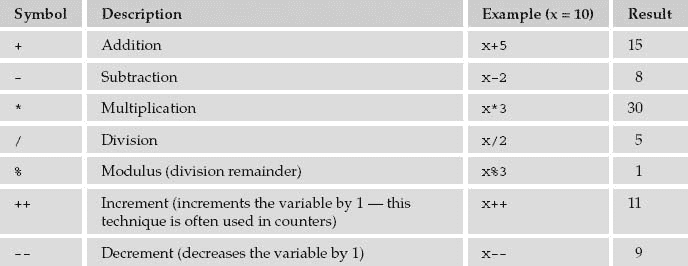 Symbol Description Example (x = 10) Result
+ Addition x+5 15
- Subtraction x-2 8
* Multiplication x*3 30
/ Division x/2 5
% Modulus (division remainder) x%3 1
++ Increment (increments the variable by 1 — this x++ 11
technique is often used in counters)
-- Decrement (decreases the variable by 1) x-- 9